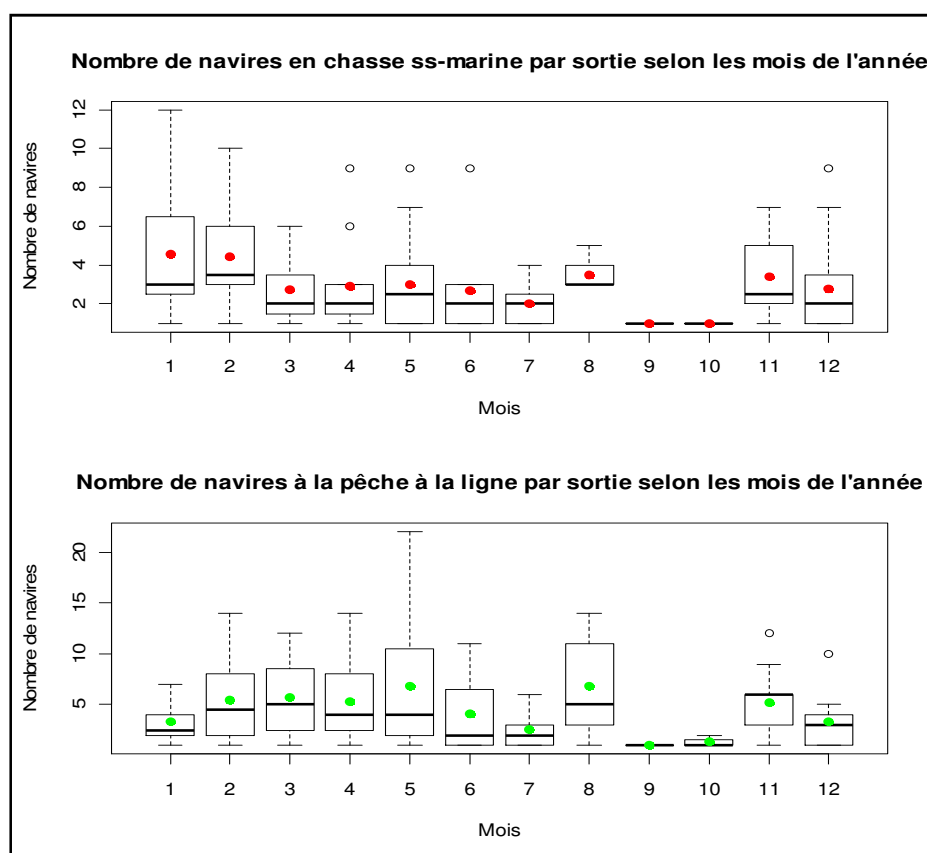 Nombre de navires en chasse ss-marine par sortie selon les mois de l'année
Nombre de navires
12
10
8
6
4
2
1 2 3 4 5 6 7 8 9 10 11 12
Mois
Nombre de navires à la pêche à la ligne par sortie selon les mois de l'année
Nombre de navires
20
15
10
5
1 2 3 4 5 6 7 8 9 10 11 12
Mois